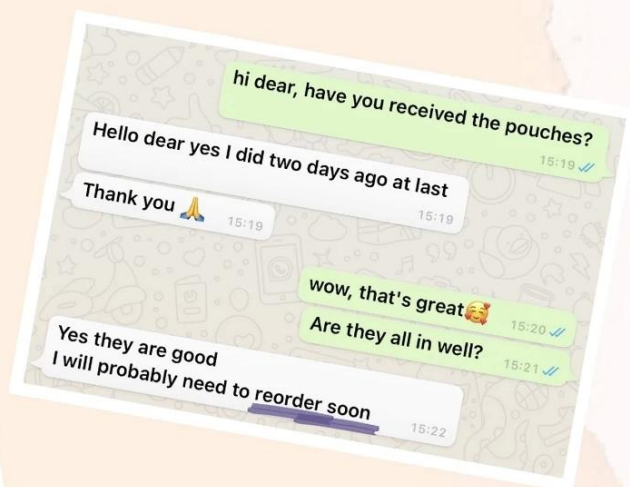 hi dear, have you received the pouches?
15:19
Hello dear yes I did two days ago at last
15:19
Thank you 🙏
15:19
wow, that's great🥰
15:20
Are they all in well?
15:21
Yes they are good
I will probably need to reorder soon
15:22